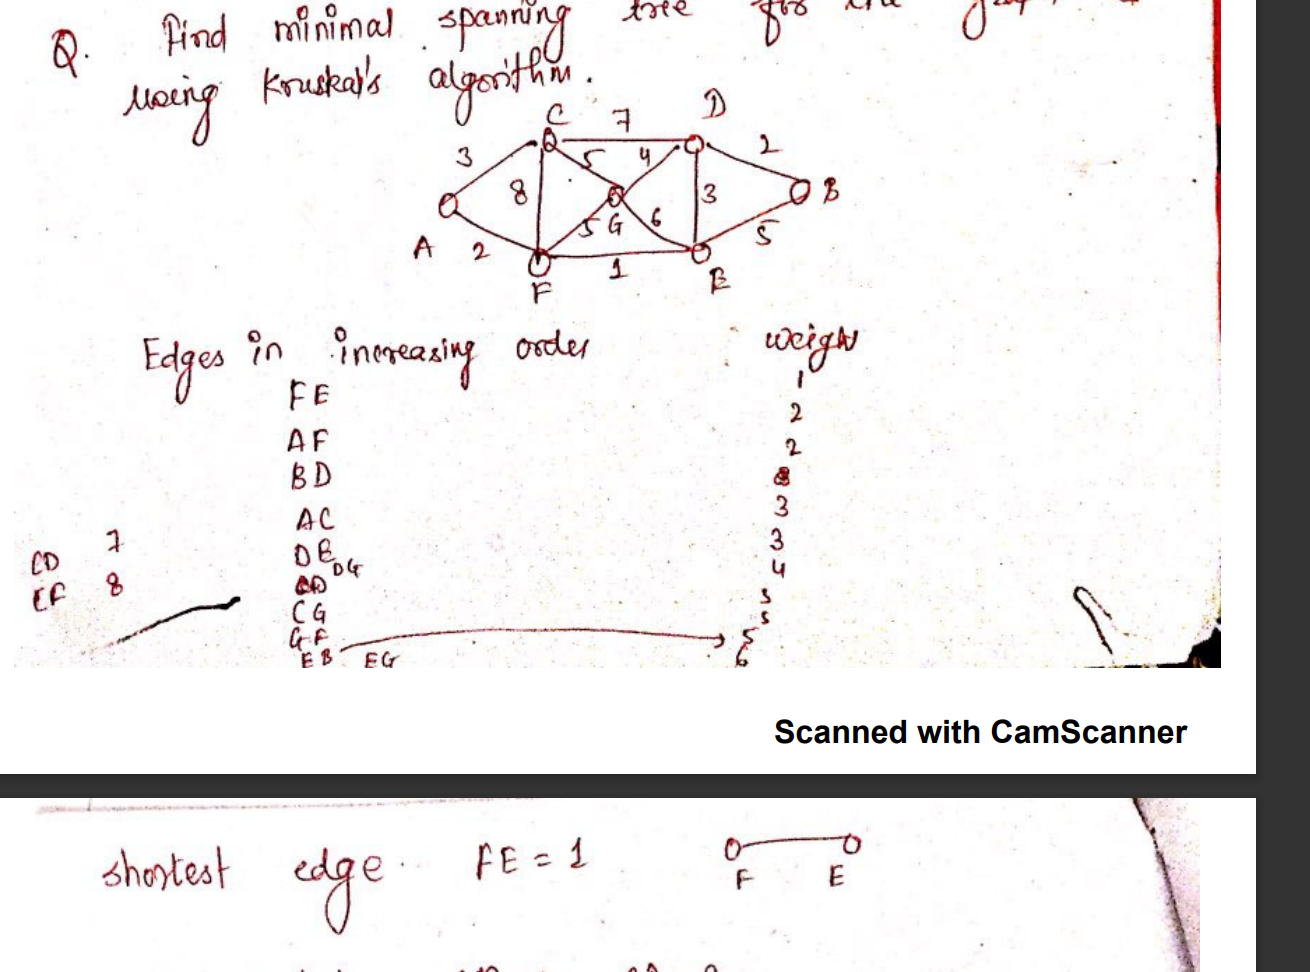 Q. Find minimal spanning tree for the
using Kruskal's algorithm.
C 7 D
3 5 4 2
8 3 B
5 G 6 5
A 2 1
F E
Edges in increasing order weight
FE 1
AF 2
BD 2
AC 3
DE 3
DG 4
CG 5
GF 5
EB 5
EG 6
CD 7
CF 8
Scanned with CamScanner
shortest edge FE = 1
F E